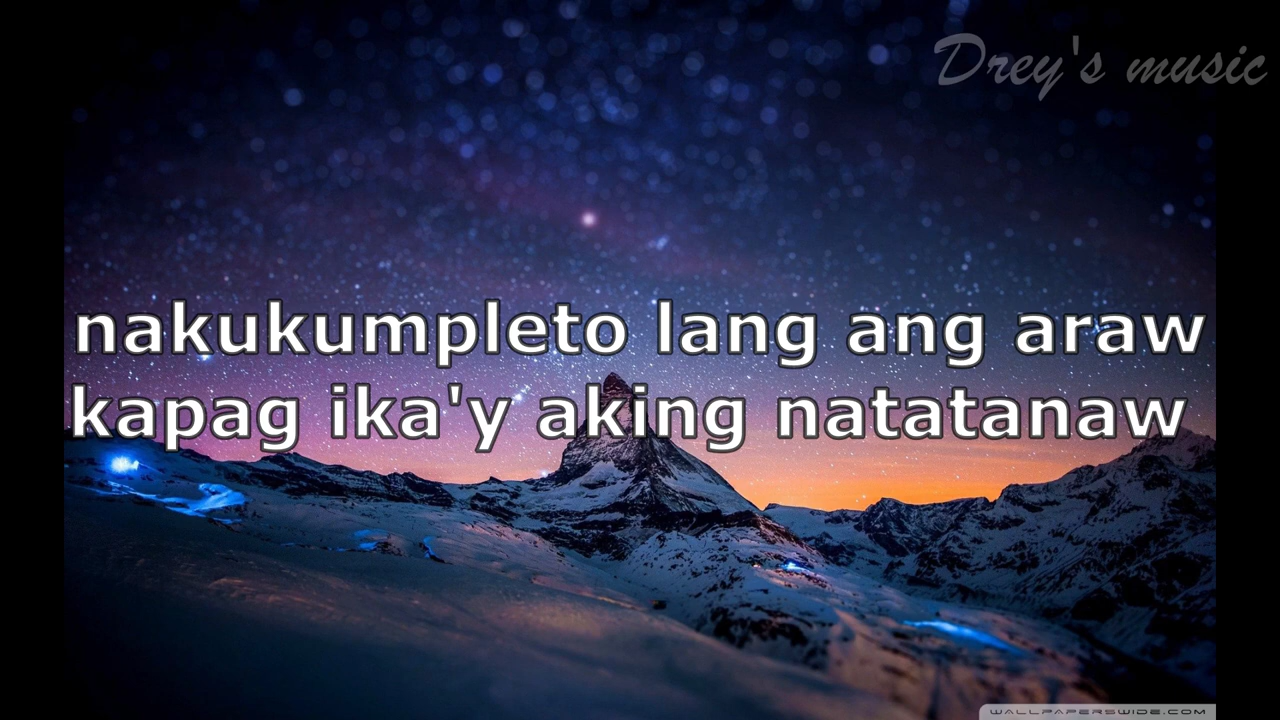 Drey's music
nakukumpleto lang ang araw
kapag ika'y aking natatanaw
WALLPAPERSWIDE.COM